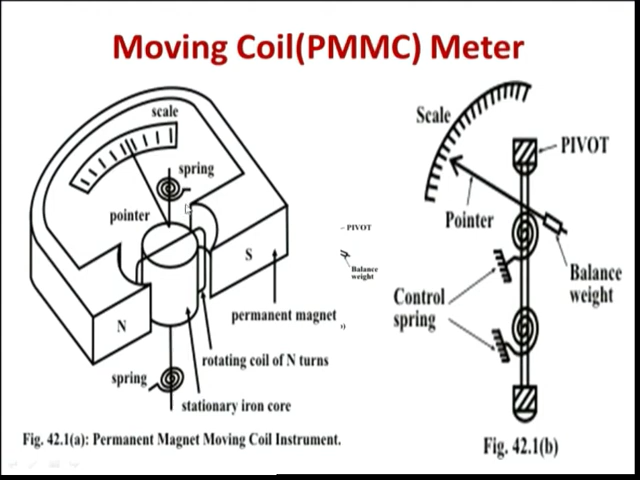 Moving Coil(PMMC) Meter
scale
spring
pointer
S
N
permanent magnet
rotating coil of N turns
spring
stationary iron core
Fig. 42.1(a): Permanent Magnet Moving Coil Instrument.
PIVOT
Balance
weight
Scale
PIVOT
Pointer
Balance
weight
Control
spring
Fig. 42.1(b)